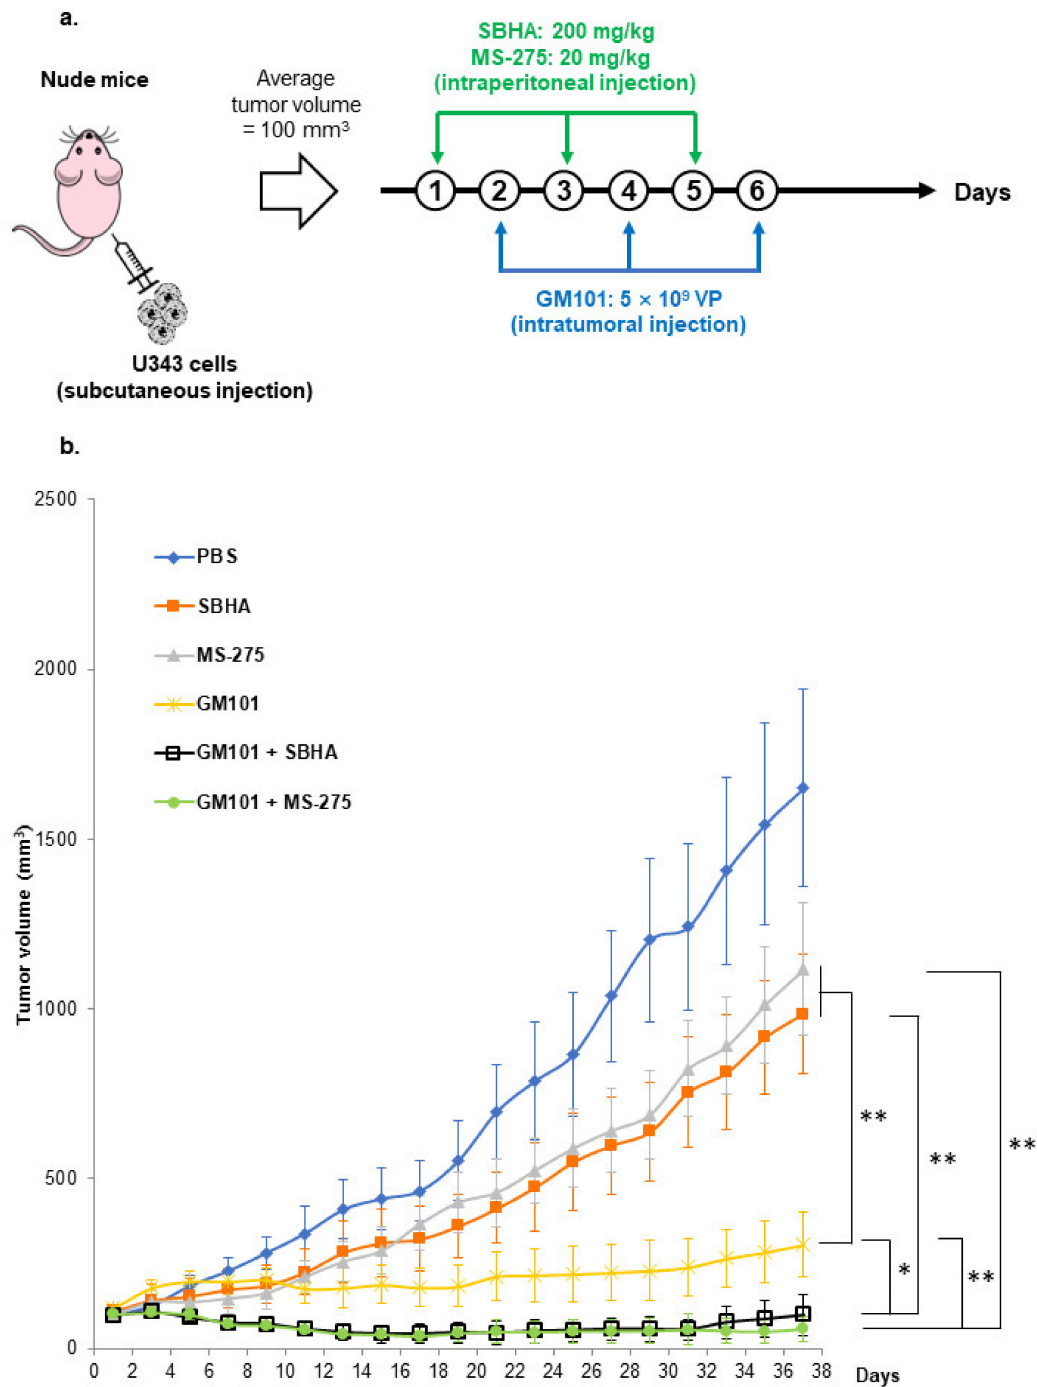 a.
SBHA: 200 mg/kg
MS-275: 20 mg/kg
(intraperitoneal injection)
Nude mice
Average
tumor volume
= 100 mm³
1 2 3 4 5 6
Days
GM101: 5 × 10⁹ VP
(intratumoral injection)
U343 cells
(subcutaneous injection)
b.
2500
2000
1500
1000
500
0
Tumor volume (mm³)
PBS
SBHA
MS-275
GM101
GM101 + SBHA
GM101 + MS-275
**
**
**
*
**
0 2 4 6 8 10 12 14 16 18 20 22 24 26 28 30 32 34 36 38
Days